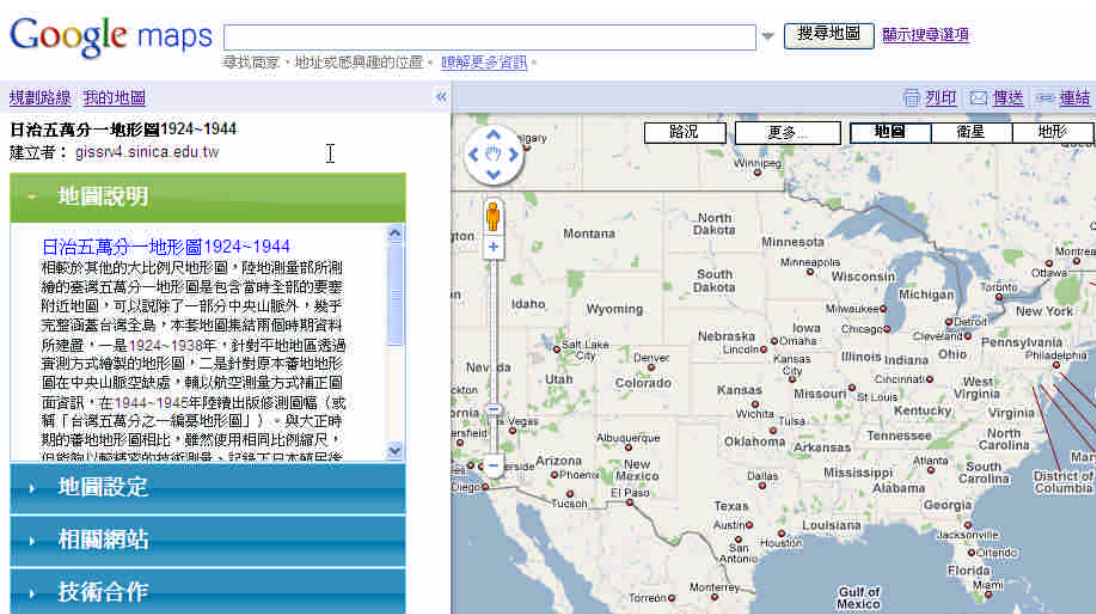 Google maps
搜尋地圖
顯示搜尋選項
尋找商家、地址或感興趣的位置。 瞭解更多資訊。
規劃路線 我的地圖
«
列印 傳送 連結
日治五萬分一地形圖1924~1944
建立者： gissrv4.sinica.edu.tw
地圖說明
日治五萬分一地形圖1924~1944
相較於其他的大比例尺地形圖，陸地測量部所測
繪的臺灣五萬分一地形圖是包含當時全部的要塞
附近地圖，可以說除了一部分中央山脈外，幾乎
完整涵蓋台灣全島，本套地圖集結兩個時期資料
所建置，一是1924~1938年，針對平地地區透過
實測方式繪製的地形圖，二是針對原本蕃地地形
圖在中央山脈空缺處，輔以航空測量方式補正圖
面資訊，在1944~1945年陸續出版修測圖幅（或
稱「台灣五萬分之一編纂地形圖」）。與大正時
期的蕃地地形圖相比，雖然使用相同比例縮尺，
地圖設定
相關網站
技術合作
路況
更多...
地圖
衛星
地形
algary
Winnipeg
Montana
North
Dakota
Minnesota
Minneapolis
Wisconsin
Montrea
Ottawa
South
Dakota
Michigan
Toronto
Idaho
Wyoming
Milwaukee
New York
Detroit
Iowa
Chicago
Cleveland
Pennsylvania
Nebraska
Omaha
Lincoln
Illinois
Indiana
Ohio
Philadelphia
Salt Lake
City
Denver
Kansas
City
Utah
Colorado
Kansas
Missouri
St Louis
Cincinnati
West
Virginia
Kentucky
Virginia
Las Vegas
Wichita
Tulsa
Albuquerque
Oklahoma
Arkansas
Tennessee
North
Carolina
Arizona
Phoenix
New
Mexico
Dallas
Mississippi
Atlanta
South
Carolina
District of
Columbia
Diego
Tucson
El Paso
Alabama
Texas
Georgia
Austin
Louisiana
Jacksonville
San
Antonio
Houston
Orlando
Florida
Monterrey
Torreón
Gulf of
Mexico
Miami